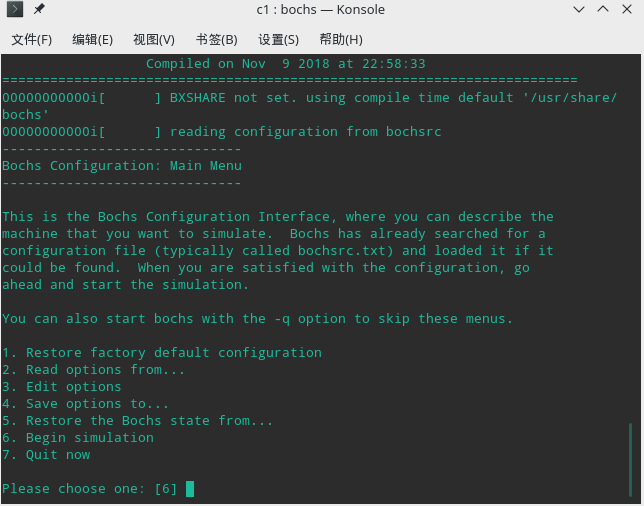 c1 : bochs — Konsole
文件(F) 编辑(E) 视图(V) 书签(B) 设置(S) 帮助(H)
Compiled on Nov  9 2018 at 22:58:33
========================================================================
00000000000i[      ] BXSHARE not set. using compile time default '/usr/share/
bochs'
00000000000i[      ] reading configuration from bochsrc
------------------------------
Bochs Configuration: Main Menu
------------------------------
This is the Bochs Configuration Interface, where you can describe the
machine that you want to simulate.  Bochs has already searched for a
configuration file (typically called bochsrc.txt) and loaded it if it
could be found.  When you are satisfied with the configuration, go
ahead and start the simulation.
You can also start bochs with the -q option to skip these menus.
1. Restore factory default configuration
2. Read options from...
3. Edit options
4. Save options to...
5. Restore the Bochs state from...
6. Begin simulation
7. Quit now
Please choose one: [6]